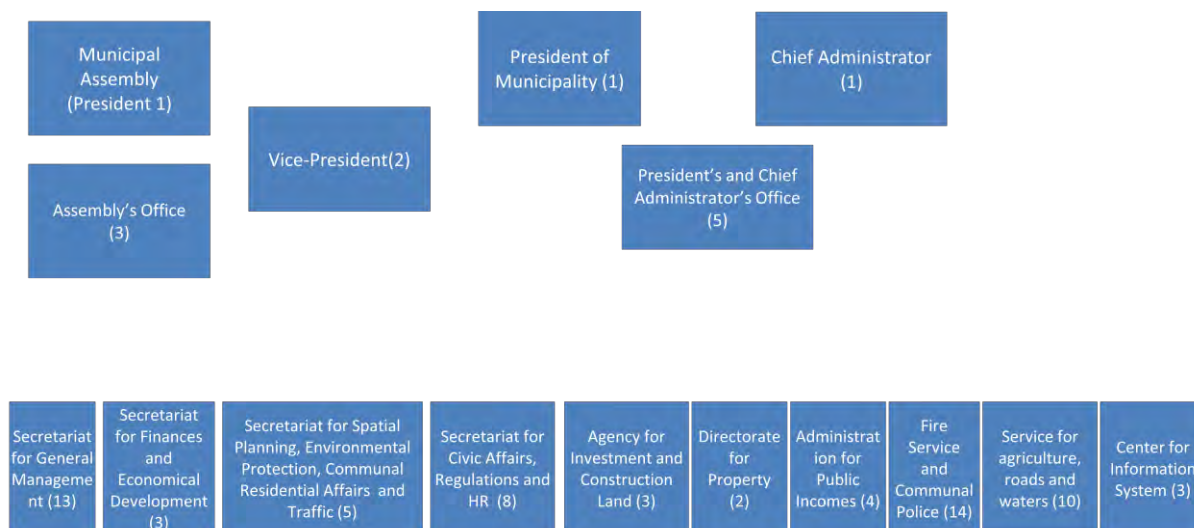 Municipal
Assembly
(President 1)
President of
Municipality (1)
Chief Administrator
(1)
Vice-President(2)
President’s and Chief
Administrator’s Office
(5)
Assembly’s Office
(3)
Secretariat
for General
Manageme
nt (13)
Secretariat
for Finances
and
Economical
Development
(3)
Secretariat for Spatial
Planning, Environmental
Protection, Communal
Residential Affairs and
Traffic (5)
Secretariat for
Civic Affairs,
Regulations and
HR (8)
Agency for
Investment and
Construction
Land (3)
Directorate
for
Property
(2)
Administrat
ion for
Public
Incomes (4)
Fire
Service
and
Communal
Police (14)
Service for
agriculture,
roads and
waters (10)
Center for
Information
System (3)